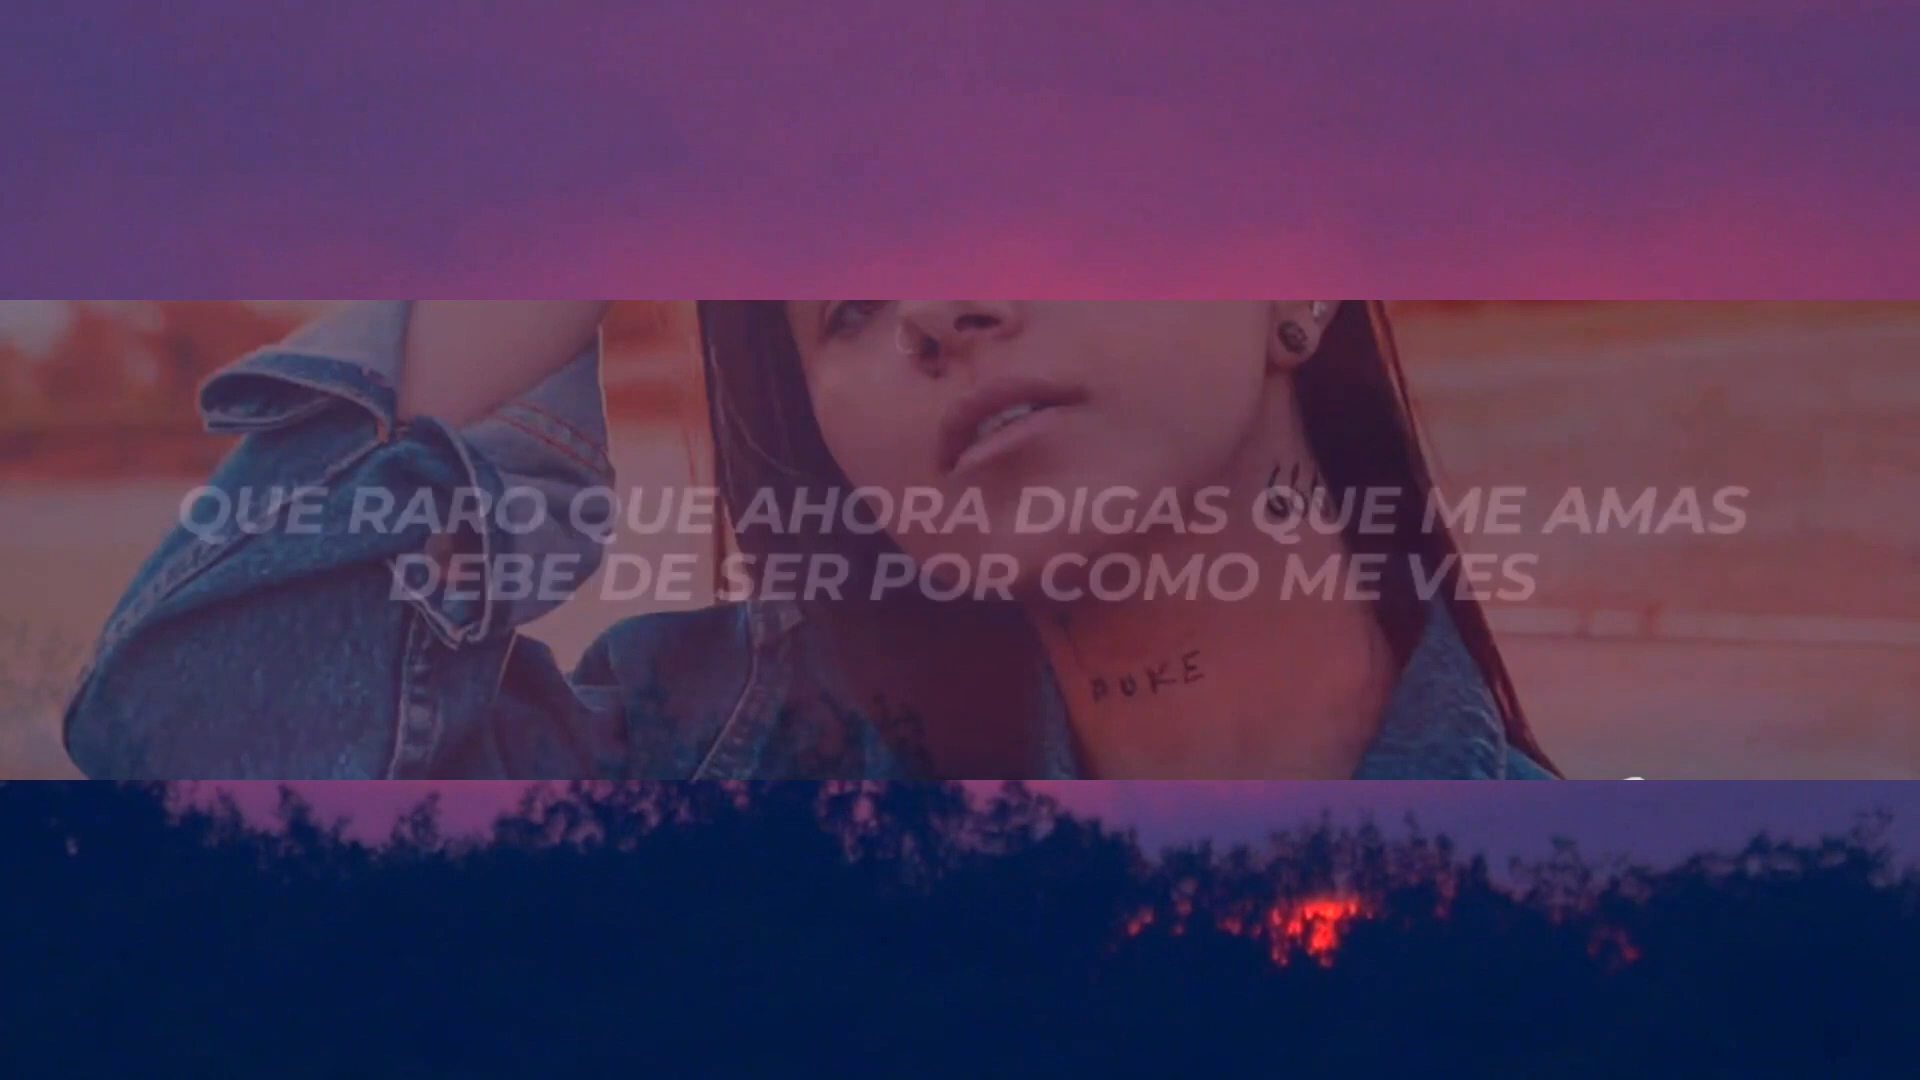 QUE RARO QUE AHORA DIGAS QUE ME AMAS
DEBE DE SER POR COMO ME VES